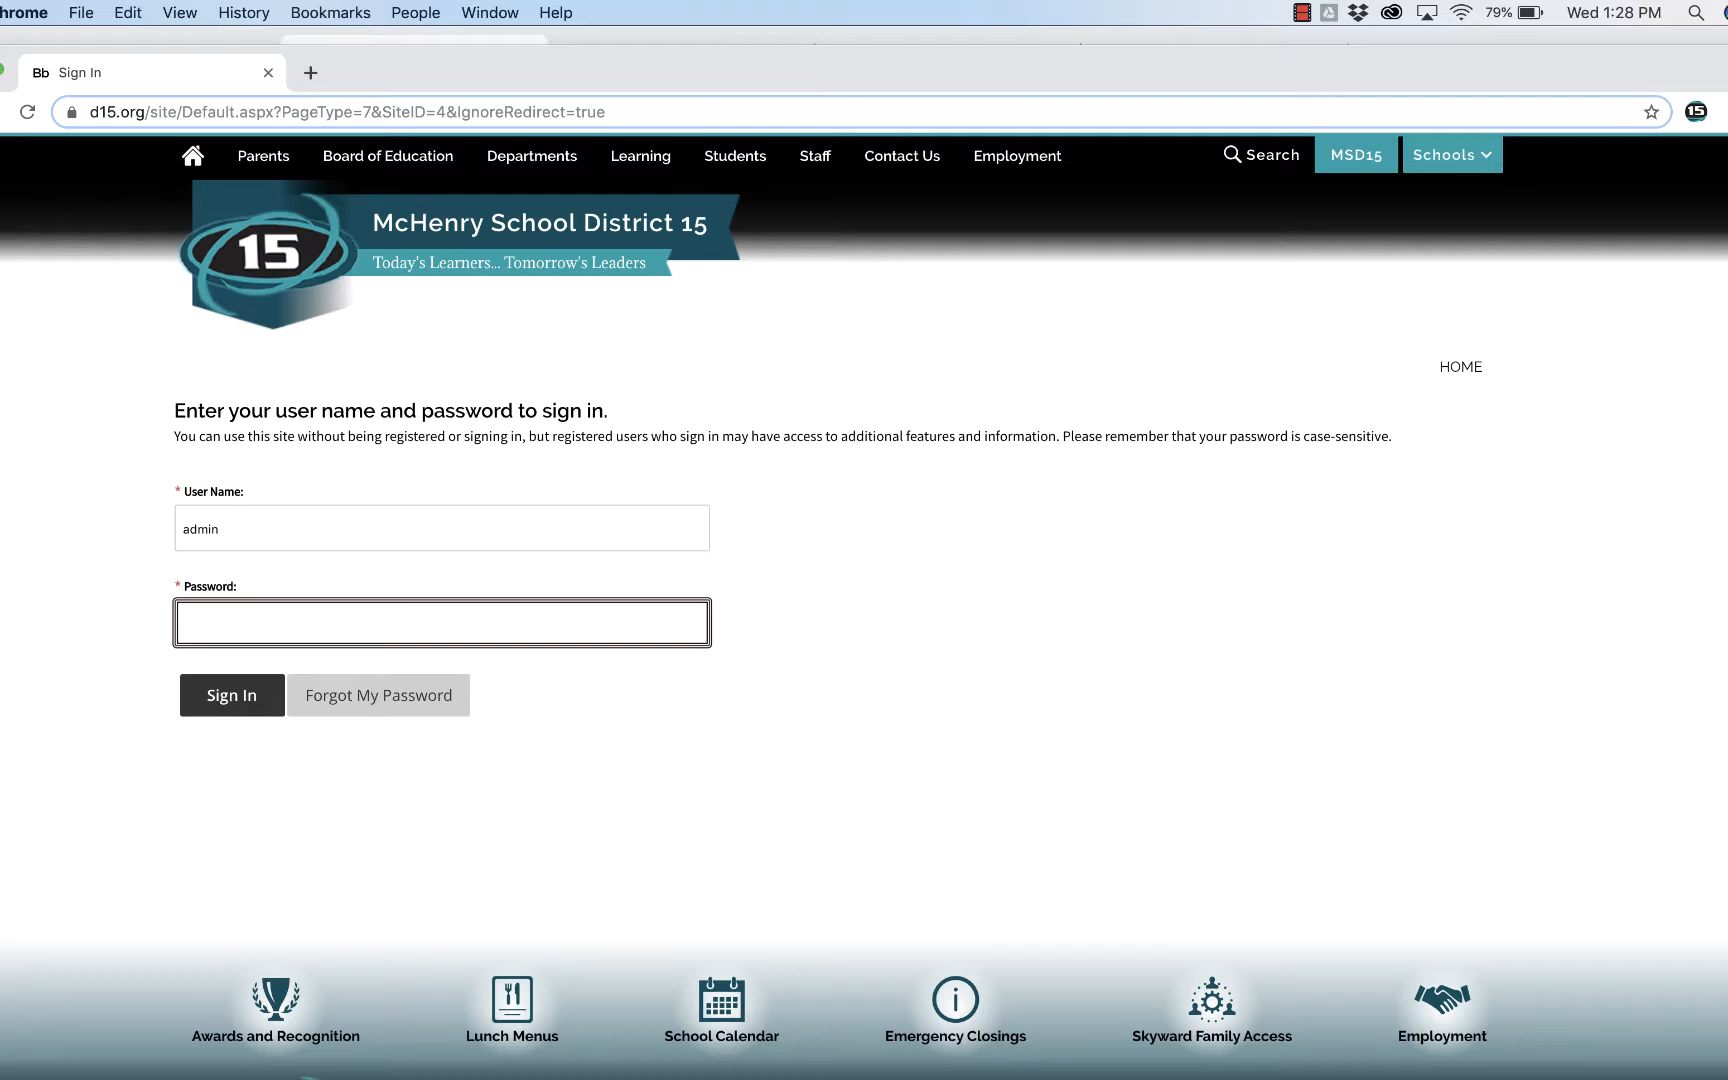 hrome File Edit View History Bookmarks People Window Help 79% Wed 1:28 PM
Bb Sign In
d15.org/site/Default.aspx?PageType=7&SiteID=4&IgnoreRedirect=true 15
Parents Board of Education Departments Learning Students Staff Contact Us Employment Search MSD15 Schools
15 McHenry School District 15
Today's Learners... Tomorrow's Leaders
HOME
Enter your user name and password to sign in.
You can use this site without being registered or signing in, but registered users who sign in may have access to additional features and information. Please remember that your password is case-sensitive.
* User Name:
admin
* Password:
Sign In Forgot My Password
Awards and Recognition Lunch Menus School Calendar Emergency Closings Skyward Family Access Employment